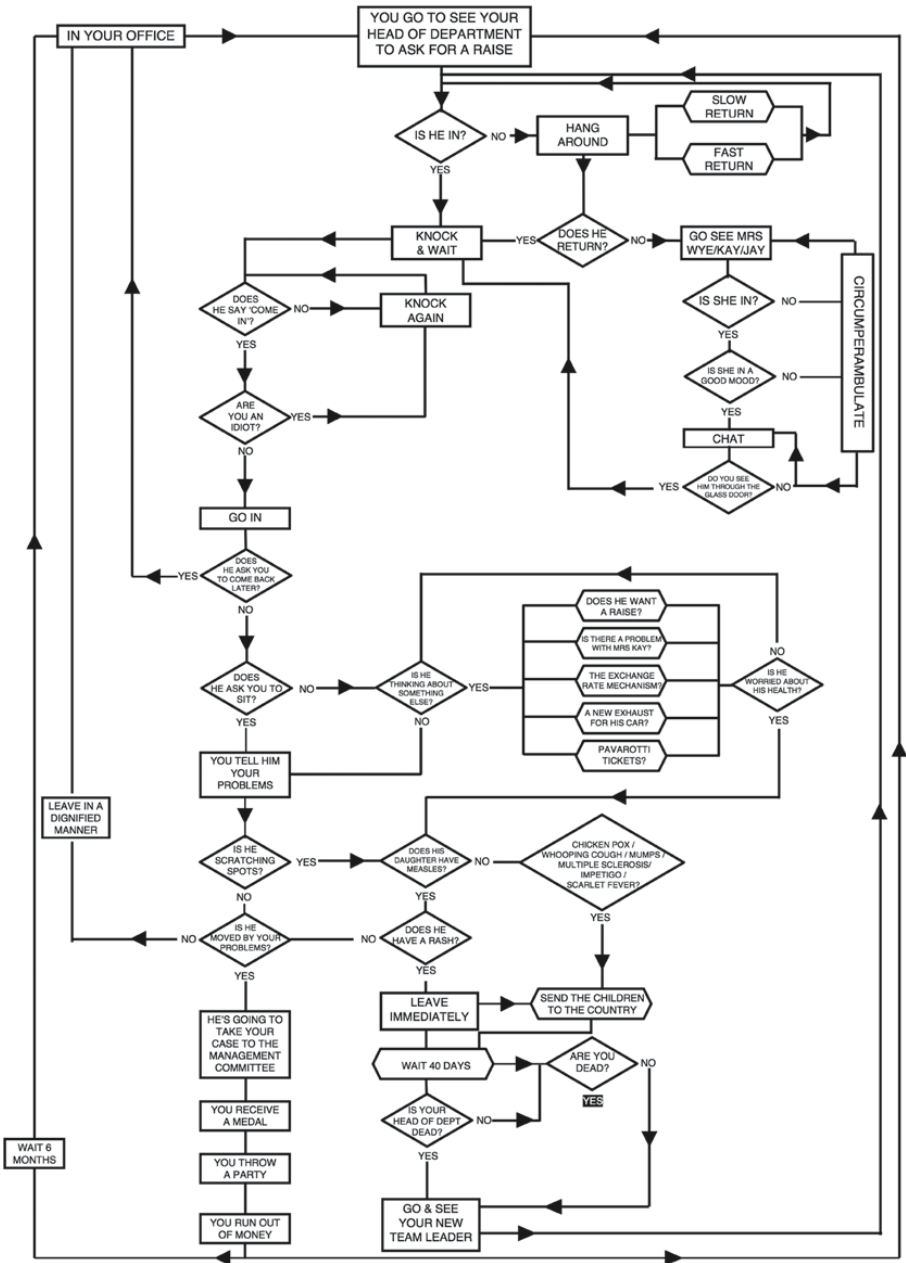 IN YOUR OFFICE
YOU GO TO SEE YOUR
HEAD OF DEPARTMENT
TO ASK FOR A RAISE
IS HE IN?
NO
YES
HANG
AROUND
SLOW
RETURN
FAST
RETURN
KNOCK
& WAIT
YES
DOES HE
RETURN?
NO
GO SEE MRS
WYE/KAY/JAY
IS SHE IN?
NO
YES
IS SHE IN A
GOOD MOOD?
NO
YES
CIRCUMPERAMBULATE
CHAT
DO YOU SEE
HIM THROUGH THE
GLASS DOOR?
NO
YES
DOES
HE SAY 'COME
IN'?
NO
YES
KNOCK
AGAIN
ARE
YOU AN
IDIOT?
YES
NO
GO IN
DOES
HE ASK YOU
TO COME BACK
LATER?
YES
NO
DOES
HE ASK YOU TO
SIT?
NO
YES
IS HE
THINKING ABOUT
SOMETHING
ELSE?
YES
NO
DOES HE WANT
A RAISE?
IS THERE A PROBLEM
WITH MRS KAY?
THE EXCHANGE
RATE MECHANISM?
A NEW EXHAUST
FOR HIS CAR?
PAVAROTTI
TICKETS?
NO
IS HE
WORRIED ABOUT
HIS HEALTH?
YES
YOU TELL HIM
YOUR
PROBLEMS
LEAVE IN A
DIGNIFIED
MANNER
IS HE
SCRATCHING
SPOTS?
YES
NO
DOES HIS
DAUGHTER HAVE
MEASLES?
NO
YES
CHICKEN POX /
WHOOPING COUGH / MUMPS /
MULTIPLE SCLEROSIS/
IMPETIGO /
SCARLET FEVER?
YES
IS HE
MOVED BY YOUR
PROBLEMS?
NO
YES
NO
DOES HE
HAVE A RASH?
YES
HE'S GOING TO
TAKE YOUR
CASE TO THE
MANAGEMENT
COMMITTEE
LEAVE
IMMEDIATELY
SEND THE CHILDREN
TO THE COUNTRY
WAIT 40 DAYS
ARE YOU
DEAD?
NO
YES
YOU RECEIVE
A MEDAL
IS YOUR
HEAD OF DEPT
DEAD?
NO
YES
WAIT 6
MONTHS
YOU THROW
A PARTY
YOU RUN OUT
OF MONEY
GO & SEE
YOUR NEW
TEAM LEADER